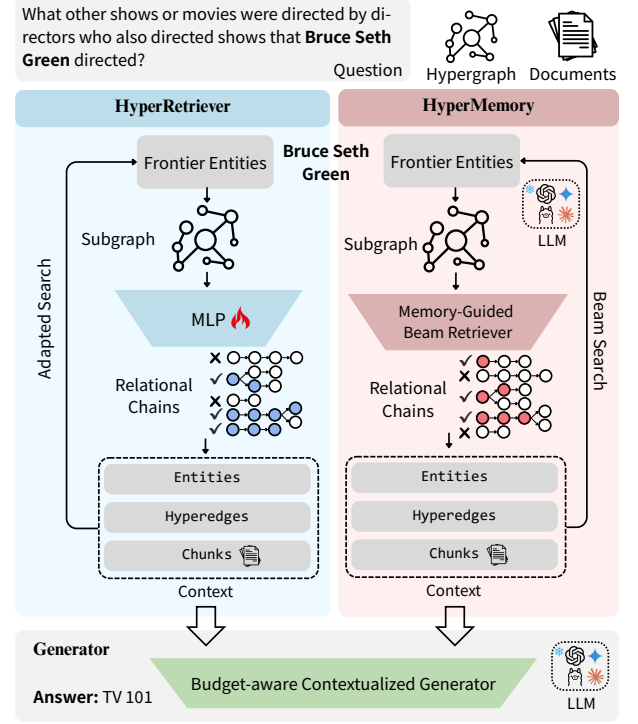 What other shows or movies were directed by di-
rectors who also directed shows that Bruce Seth
Green directed?
Question
Hypergraph
Documents
HyperRetriever
Frontier Entities
Subgraph
MLP
Adapted Search
Relational
Chains
Entities
Hyperedges
Chunks
Context
Bruce Seth
Green
HyperMemory
Frontier Entities
LLM
Subgraph
Memory-Guided
Beam Retriever
Beam Search
Relational
Chains
Entities
Hyperedges
Chunks
Context
Generator
Budget-aware Contextualized Generator
Answer: TV 101
LLM